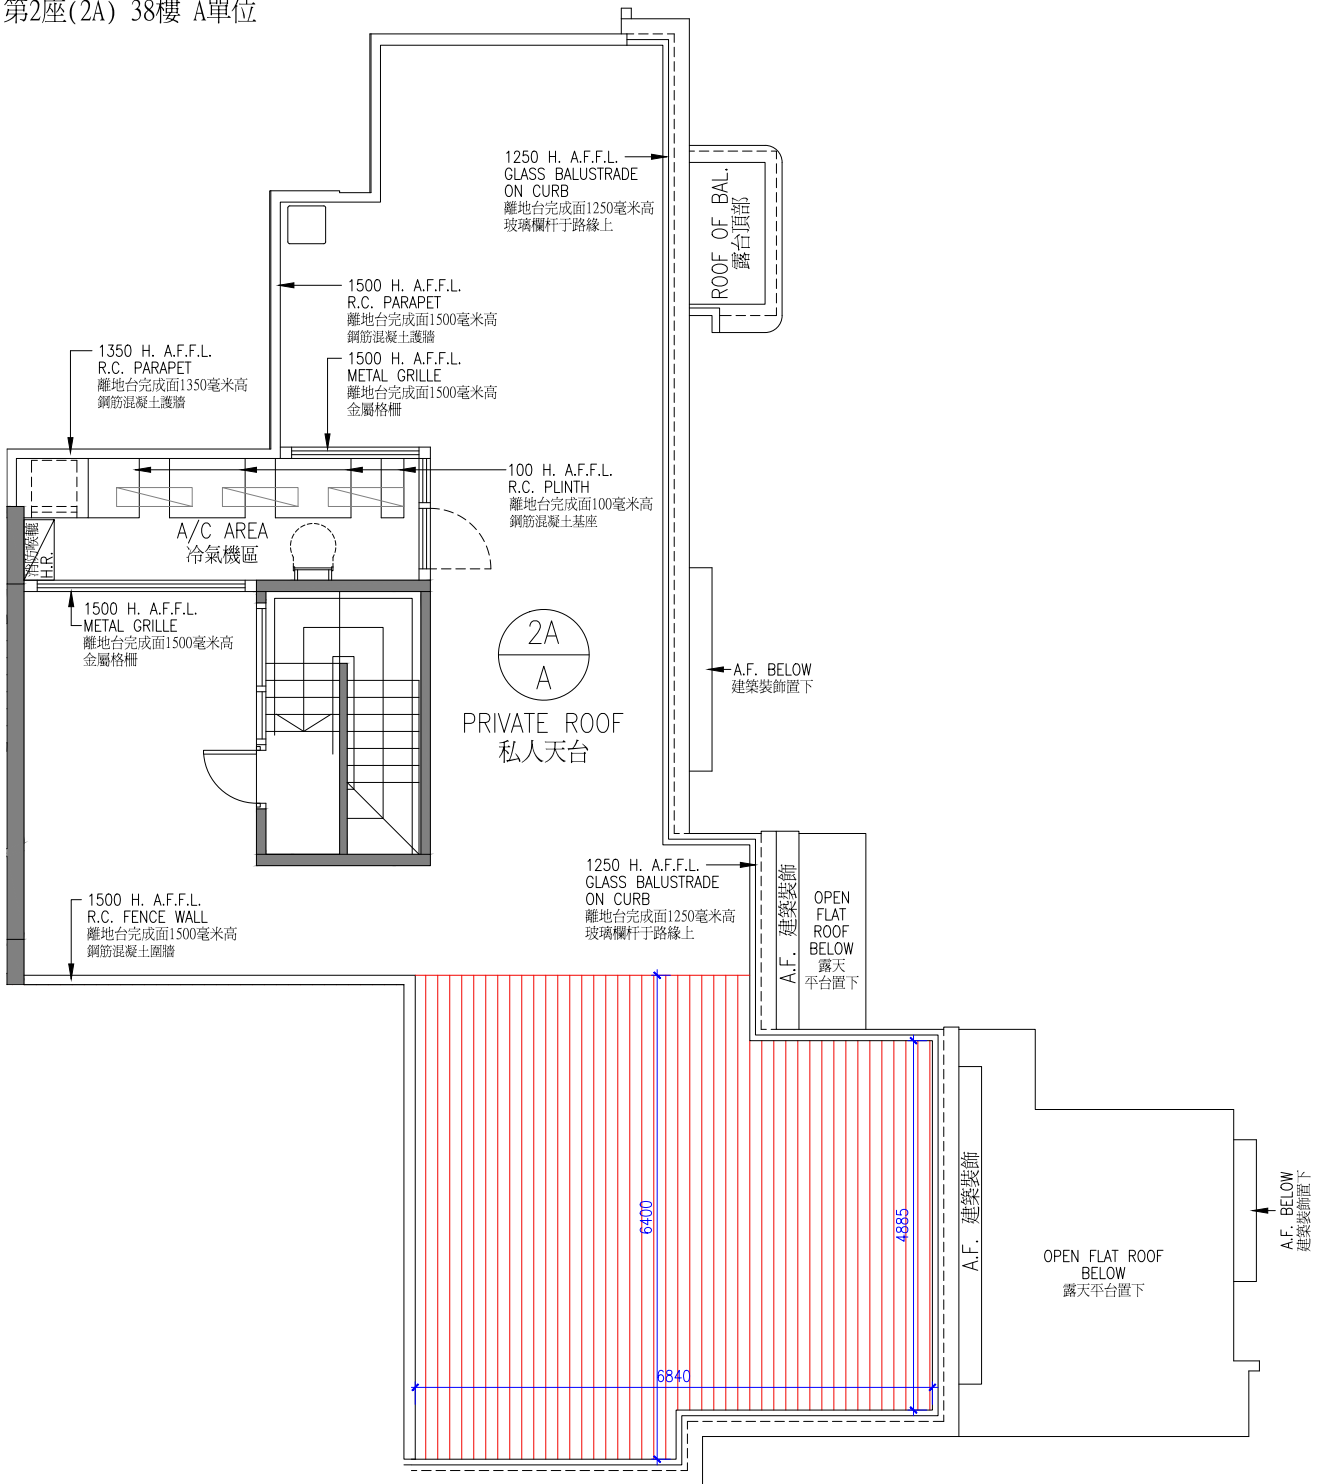 第2座(2A) 38樓 A單位
1250 H. A.F.F.L.
GLASS BALUSTRADE
ON CURB
離地台完成面1250毫米高
玻璃欄杆于路緣上
ROOF OF BAL.
露台頂部
1500 H. A.F.F.L.
R.C. PARAPET
離地台完成面1500毫米高
鋼筋混凝土護牆
1350 H. A.F.F.L.
R.C. PARAPET
離地台完成面1350毫米高
鋼筋混凝土護牆
1500 H. A.F.F.L.
METAL GRILLE
離地台完成面1500毫米高
金屬格柵
100 H. A.F.F.L.
R.C. PLINTH
離地台完成面100毫米高
鋼筋混凝土基座
A/C AREA
冷氣機區
消防喉轆
H.R.
1500 H. A.F.F.L.
METAL GRILLE
離地台完成面1500毫米高
金屬格柵
2A
A
PRIVATE ROOF
私人天台
A.F. BELOW
建築裝飾置下
1250 H. A.F.F.L.
GLASS BALUSTRADE
ON CURB
離地台完成面1250毫米高
玻璃欄杆于路緣上
A.F. 建築裝飾
OPEN
FLAT
ROOF
BELOW
露天
平台置下
1500 H. A.F.F.L.
R.C. FENCE WALL
離地台完成面1500毫米高
鋼筋混凝土圍牆
6400
4885
A.F. 建築裝飾
OPEN FLAT ROOF
BELOW
露天平台置下
A.F. BELOW
建築裝飾置下
6840